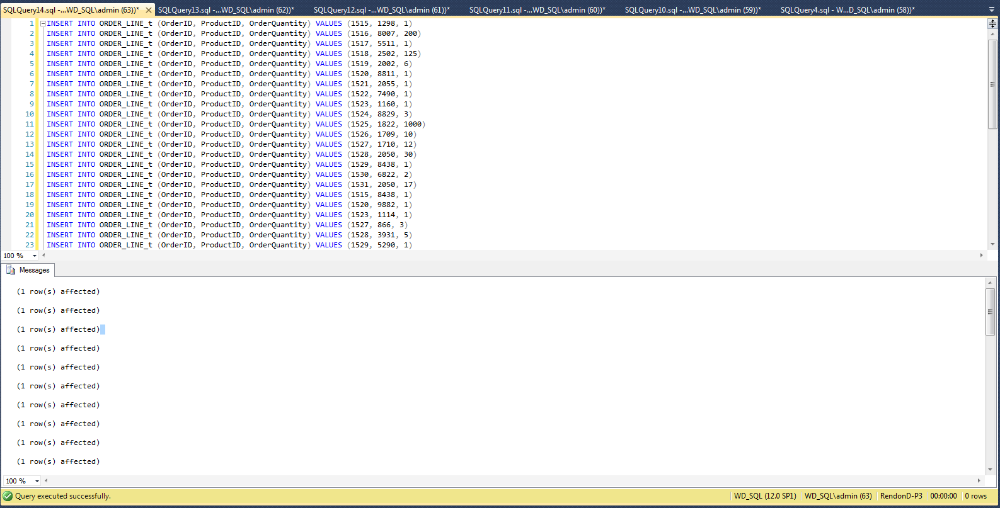 SQLQuery14.sql -...WD_SQL\admin (63))* SQLQuery13.sql -...WD_SQL\admin (62))* SQLQuery12.sql -...WD_SQL\admin (61))* SQLQuery11.sql -...WD_SQL\admin (60))* SQLQuery10.sql -...WD_SQL\admin (59))* SQLQuery4.sql - W...D_SQL\admin (58))*
1 INSERT INTO ORDER_LINE_t (OrderID, ProductID, OrderQuantity) VALUES (1515, 1298, 1)
2 INSERT INTO ORDER_LINE_t (OrderID, ProductID, OrderQuantity) VALUES (1516, 8007, 200)
3 INSERT INTO ORDER_LINE_t (OrderID, ProductID, OrderQuantity) VALUES (1517, 5511, 1)
4 INSERT INTO ORDER_LINE_t (OrderID, ProductID, OrderQuantity) VALUES (1518, 2502, 125)
5 INSERT INTO ORDER_LINE_t (OrderID, ProductID, OrderQuantity) VALUES (1519, 2002, 6)
6 INSERT INTO ORDER_LINE_t (OrderID, ProductID, OrderQuantity) VALUES (1520, 8811, 1)
7 INSERT INTO ORDER_LINE_t (OrderID, ProductID, OrderQuantity) VALUES (1521, 2055, 1)
8 INSERT INTO ORDER_LINE_t (OrderID, ProductID, OrderQuantity) VALUES (1522, 7490, 1)
9 INSERT INTO ORDER_LINE_t (OrderID, ProductID, OrderQuantity) VALUES (1523, 1160, 1)
10 INSERT INTO ORDER_LINE_t (OrderID, ProductID, OrderQuantity) VALUES (1524, 8829, 3)
11 INSERT INTO ORDER_LINE_t (OrderID, ProductID, OrderQuantity) VALUES (1525, 1822, 1000)
12 INSERT INTO ORDER_LINE_t (OrderID, ProductID, OrderQuantity) VALUES (1526, 1709, 10)
13 INSERT INTO ORDER_LINE_t (OrderID, ProductID, OrderQuantity) VALUES (1527, 1710, 12)
14 INSERT INTO ORDER_LINE_t (OrderID, ProductID, OrderQuantity) VALUES (1528, 2050, 30)
15 INSERT INTO ORDER_LINE_t (OrderID, ProductID, OrderQuantity) VALUES (1529, 8438, 1)
16 INSERT INTO ORDER_LINE_t (OrderID, ProductID, OrderQuantity) VALUES (1530, 6822, 2)
17 INSERT INTO ORDER_LINE_t (OrderID, ProductID, OrderQuantity) VALUES (1531, 2050, 17)
18 INSERT INTO ORDER_LINE_t (OrderID, ProductID, OrderQuantity) VALUES (1515, 8438, 1)
19 INSERT INTO ORDER_LINE_t (OrderID, ProductID, OrderQuantity) VALUES (1520, 9882, 1)
20 INSERT INTO ORDER_LINE_t (OrderID, ProductID, OrderQuantity) VALUES (1523, 1114, 1)
21 INSERT INTO ORDER_LINE_t (OrderID, ProductID, OrderQuantity) VALUES (1527, 866, 3)
22 INSERT INTO ORDER_LINE_t (OrderID, ProductID, OrderQuantity) VALUES (1528, 3931, 5)
23 INSERT INTO ORDER_LINE_t (OrderID, ProductID, OrderQuantity) VALUES (1529, 5290, 1)
100 %
Messages
(1 row(s) affected)
(1 row(s) affected)
(1 row(s) affected)
(1 row(s) affected)
(1 row(s) affected)
(1 row(s) affected)
(1 row(s) affected)
(1 row(s) affected)
(1 row(s) affected)
(1 row(s) affected)
100 %
Query executed successfully. WD_SQL (12.0 SP1) WD_SQL\admin (63) RendonD-P3 00:00:00 0 rows